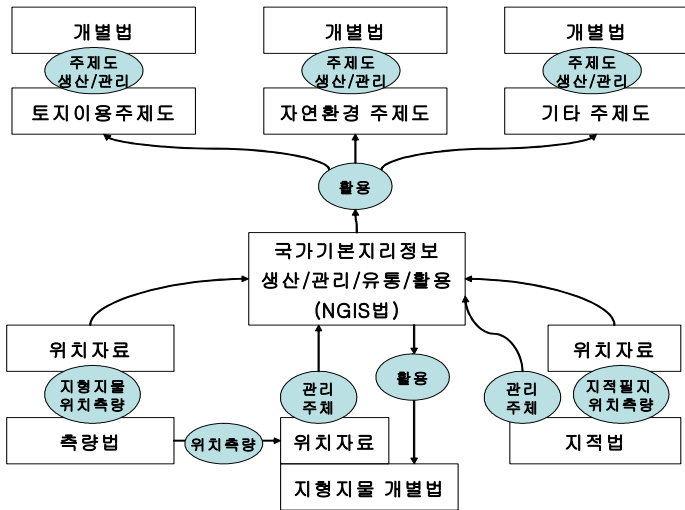 개별법
개별법
개별법
주제도
생산/관리
주제도
생산/관리
주제도
생산/관리
토지이용주제도
자연환경 주제도
기타 주제도
활용
국가기본지리정보
생산/관리/유통/활용
(NGIS법)
위치자료
위치자료
지형지물
위치측량
관리
주체
활용
관리
주체
지적필지
위치측량
측량법
위치측량
위치자료
지적법
지형지물 개별법